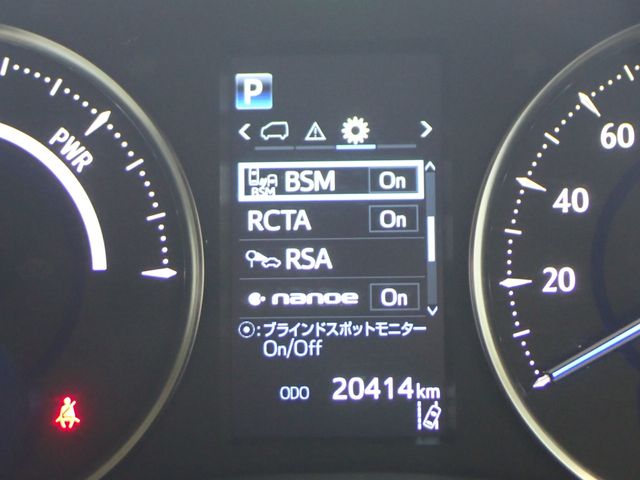 P
PWR
BSM
BSM On
RCTA On
RSA
nanoe On
:ブラインドスポットモニター
On/Off
ODO 20414 km
60
40
20